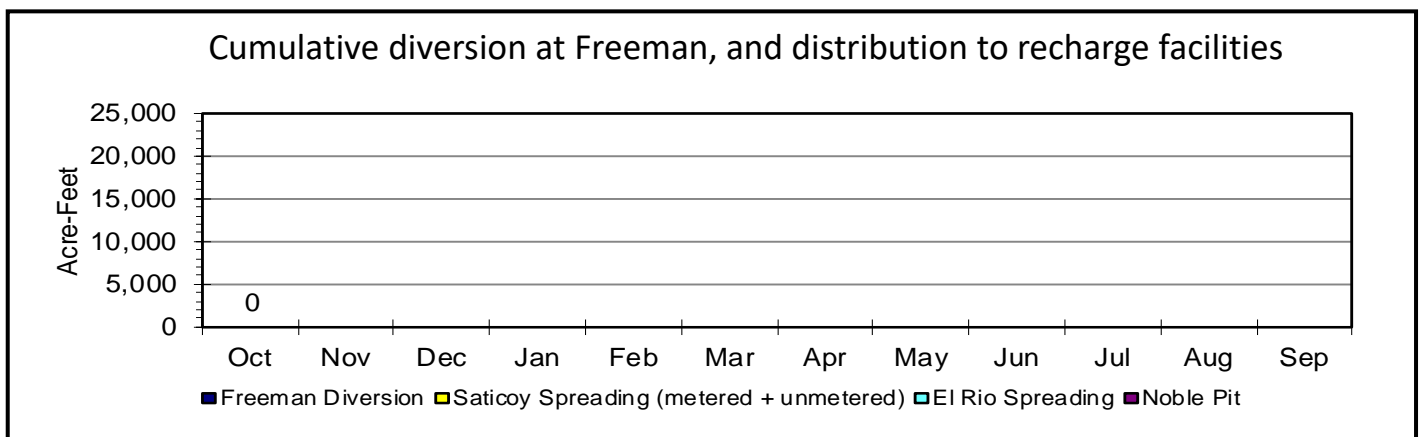 Cumulative diversion at Freeman, and distribution to recharge facilities
Acre-Feet
25,000
20,000
15,000
10,000
5,000
0
0
Oct Nov Dec Jan Feb Mar Apr May Jun Jul Aug Sep
Freeman Diversion Saticoy Spreading (metered + unmetered) El Rio Spreading Noble Pit